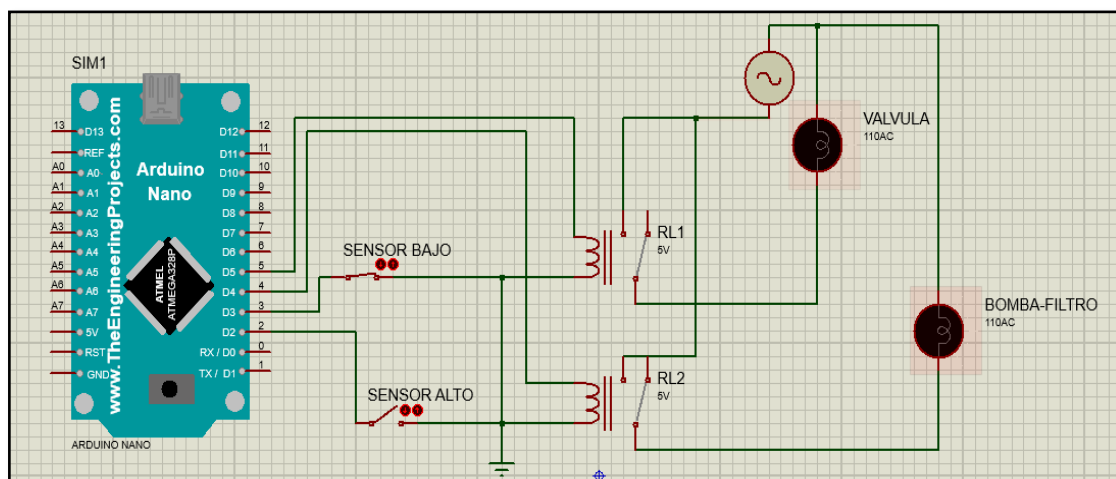 SIM1
www.TheEngineeringProjects.com
Arduino
Nano
ATMEL
ATMEGA328P
13 D13
REF
A0 A0
A1 A1
A2 A2
A3 A3
A4 A4
A5 A5
A6 A6
A7 A7
5V
RST
GND
D12 12
D11 11
D10 10
D9 9
D8 8
D7 7
D6 6
D5 5
D4 4
D3 3
D2 2
RX / D0 0
TX / D1 1
ARDUINO NANO
SENSOR BAJO
SENSOR ALTO
RL1
5V
RL2
5V
VALVULA
110AC
BOMBA-FILTRO
110AC